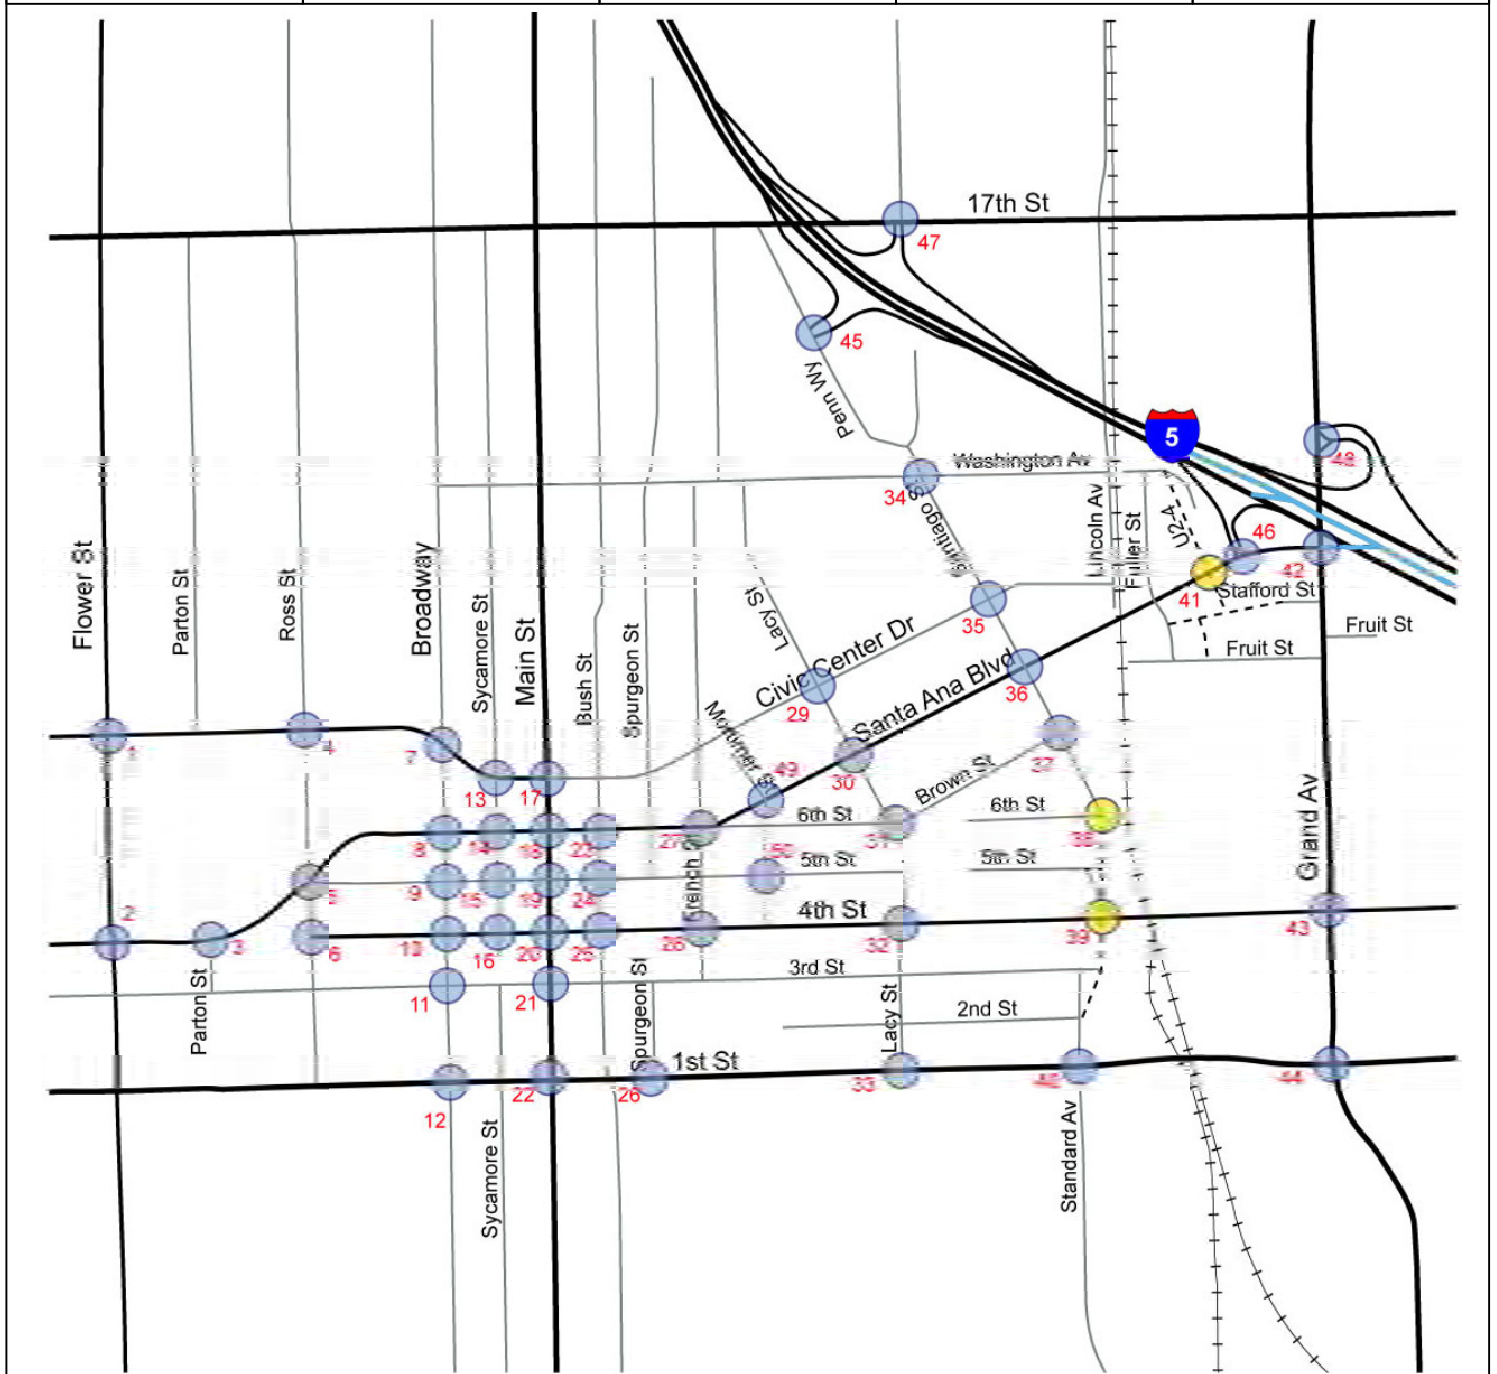 17th St
47
45
Penn Wy
5
48
Washington Av
34
Santiago St
Lincoln Av
Fuller St
46
42
41
Stafford St
Fruit St
Fruit St
Flower St
Parton St
Ross St
Broadway
Sycamore St
Main St
Bush St
Spurgeon St
Lacy St
Civic Center Dr
35
29
Santa Ana Blvd
36
1
4
7
13
17
49
30
Brown St
37
Grand Av
6th St
6th St
8
14
18
23
27
31
38
5th St
5th St
9
15
19
24
French St
4th St
2
3
6
10
16
20
25
28
32
39
43
3rd St
Parton St
11
21
Spurgeon St
Lacy St
2nd St
1st St
12
22
26
33
44
Sycamore St
Standard Av